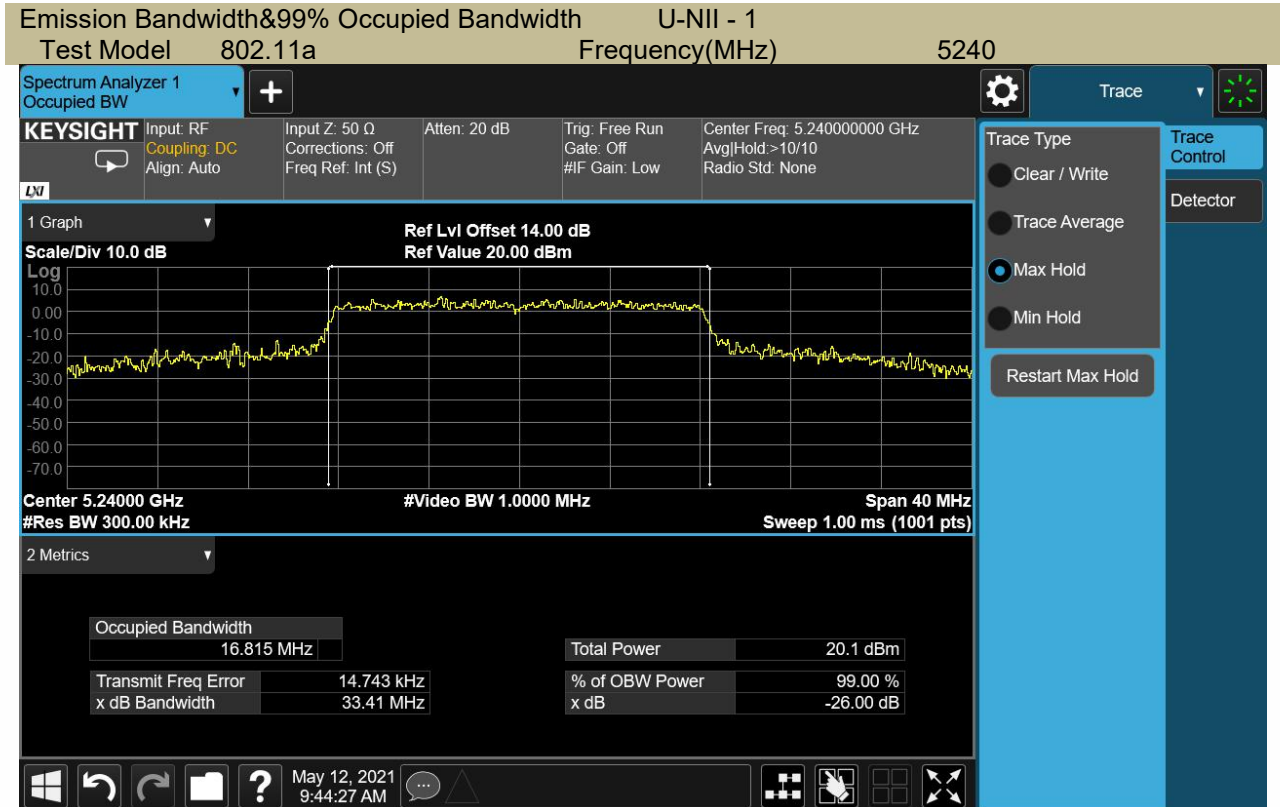 Emission Bandwidth&99% Occupied Bandwidth U-NII - 1
Test Model 802.11a Frequency(MHz) 5240
Spectrum Analyzer 1
Occupied BW
+
Trace
KEYSIGHT
LXI
Input: RF
Coupling: DC
Align: Auto
Input Z: 50 Ω
Corrections: Off
Freq Ref: Int (S)
Atten: 20 dB
Trig: Free Run
Gate: Off
#IF Gain: Low
Center Freq: 5.240000000 GHz
Avg|Hold:>10/10
Radio Std: None
Trace Type
Clear / Write
Trace Average
Max Hold
Min Hold
Restart Max Hold
Trace
Control
Detector
1 Graph
Scale/Div 10.0 dB
Ref Lvl Offset 14.00 dB
Ref Value 20.00 dBm
Log
10.0
0.00
-10.0
-20.0
-30.0
-40.0
-50.0
-60.0
-70.0
Center 5.24000 GHz #Video BW 1.0000 MHz Span 40 MHz
#Res BW 300.00 kHz Sweep 1.00 ms (1001 pts)
2 Metrics
Occupied Bandwidth
16.815 MHz
Total Power 20.1 dBm
Transmit Freq Error 14.743 kHz
% of OBW Power 99.00 %
x dB Bandwidth 33.41 MHz
x dB -26.00 dB
?
May 12, 2021
9:44:27 AM